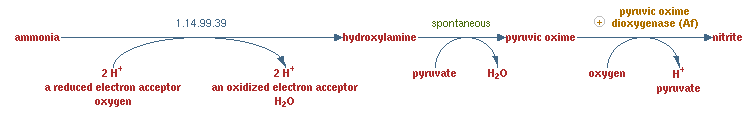 1.14.99.39
spontaneous
pyruvic oxime
dioxygenase (Af)
+
ammonia
hydroxylamine
pyruvic oxime
nitrite
2 H+
a reduced electron acceptor
oxygen
2 H+
an oxidized electron acceptor
H2O
pyruvate
H2O
oxygen
H+
pyruvate